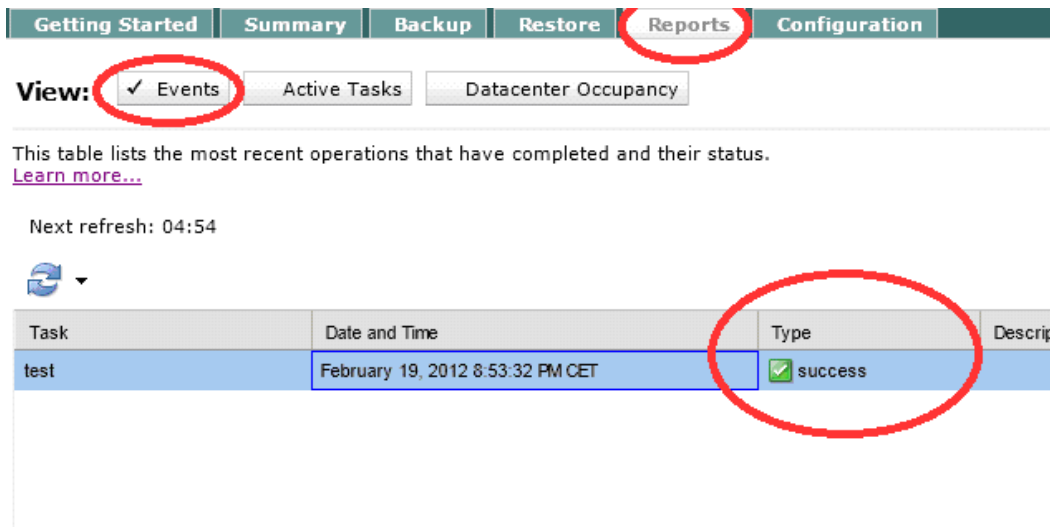 Getting Started Summary Backup Restore Reports Configuration
View: ✓ Events Active Tasks Datacenter Occupancy
This table lists the most recent operations that have completed and their status.
Learn more...
Next refresh: 04:54
Task Date and Time Type Descrip
test February 19, 2012 8:53:32 PM CET success